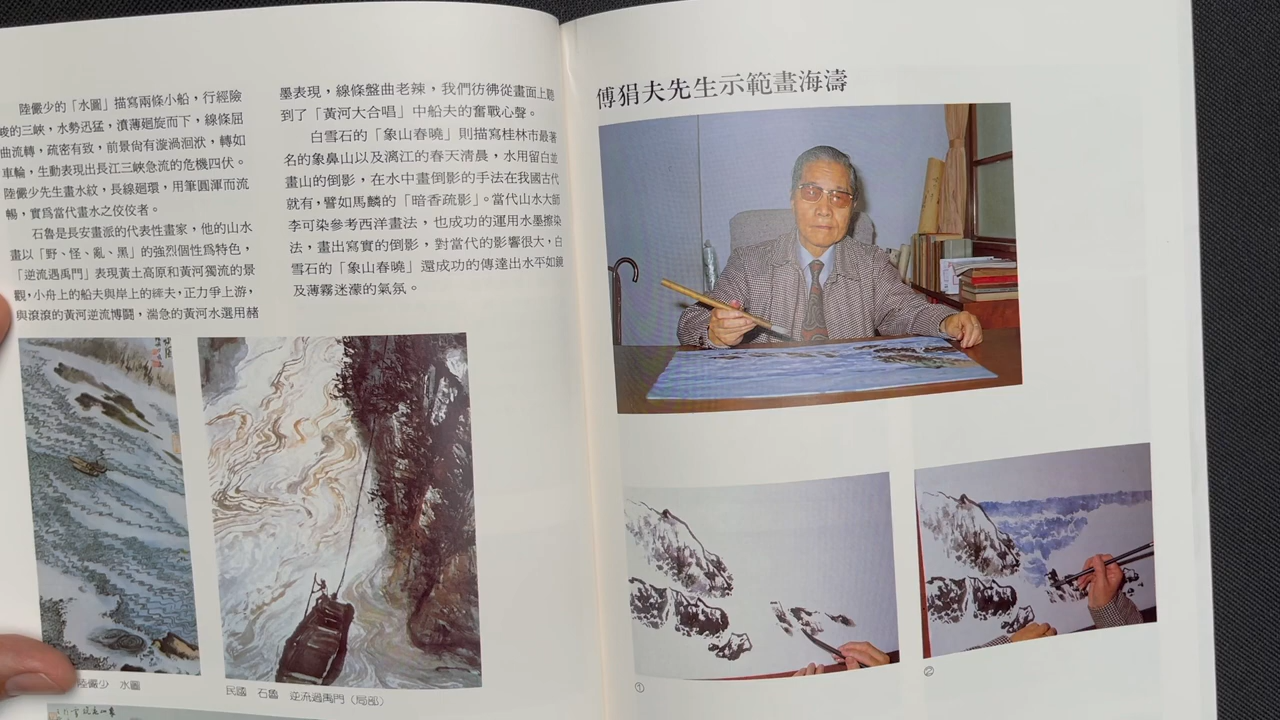 陸儼少的「水圖」描寫兩條小船，行經險
峻的三峽，水勢迅猛，濆薄廻旋而下，線條屈
曲流轉，疏密有致，前景尙有漩渦洄洑，轉如
車輪，生動表現出長江三峽急流的危機四伏。
陸儼少先生畫水紋，長線廻環，用筆圓渾而流
暢，實爲當代畫水之佼佼者。
石魯是長安畫派的代表性畫家，他的山水
畫以「野、怪、亂、黑」的強烈個性爲特色，
「逆流過禹門」表現黃土高原和黃河獨流的景
觀，小舟上的船夫與岸上的縴夫，正力爭上游，
與滾滾的黃河逆流博鬪，湍急的黃河水選用赭
墨表現，線條盤曲老辣，我們彷彿從畫面上聽
到了「黃河大合唱」中船夫的奮戰心聲。
白雪石的「象山春曉」則描寫桂林市最著
名的象鼻山以及漓江的春天淸晨，水用留白並
畫山的倒影，在水中畫倒影的手法在我國古代
就有，譬如馬麟的「暗香疏影」。當代山水大師
李可染參考西洋畫法，也成功的運用水墨擦染
法，畫出寫實的倒影，對當代的影響很大，白
雪石的「象山春曉」還成功的傳達出水平如鏡
及薄霧迷濛的氣氛。
陸儼少　水圖
民國　石魯　逆流過禹門（局部）
傅狷夫先生示範畫海濤
①
②